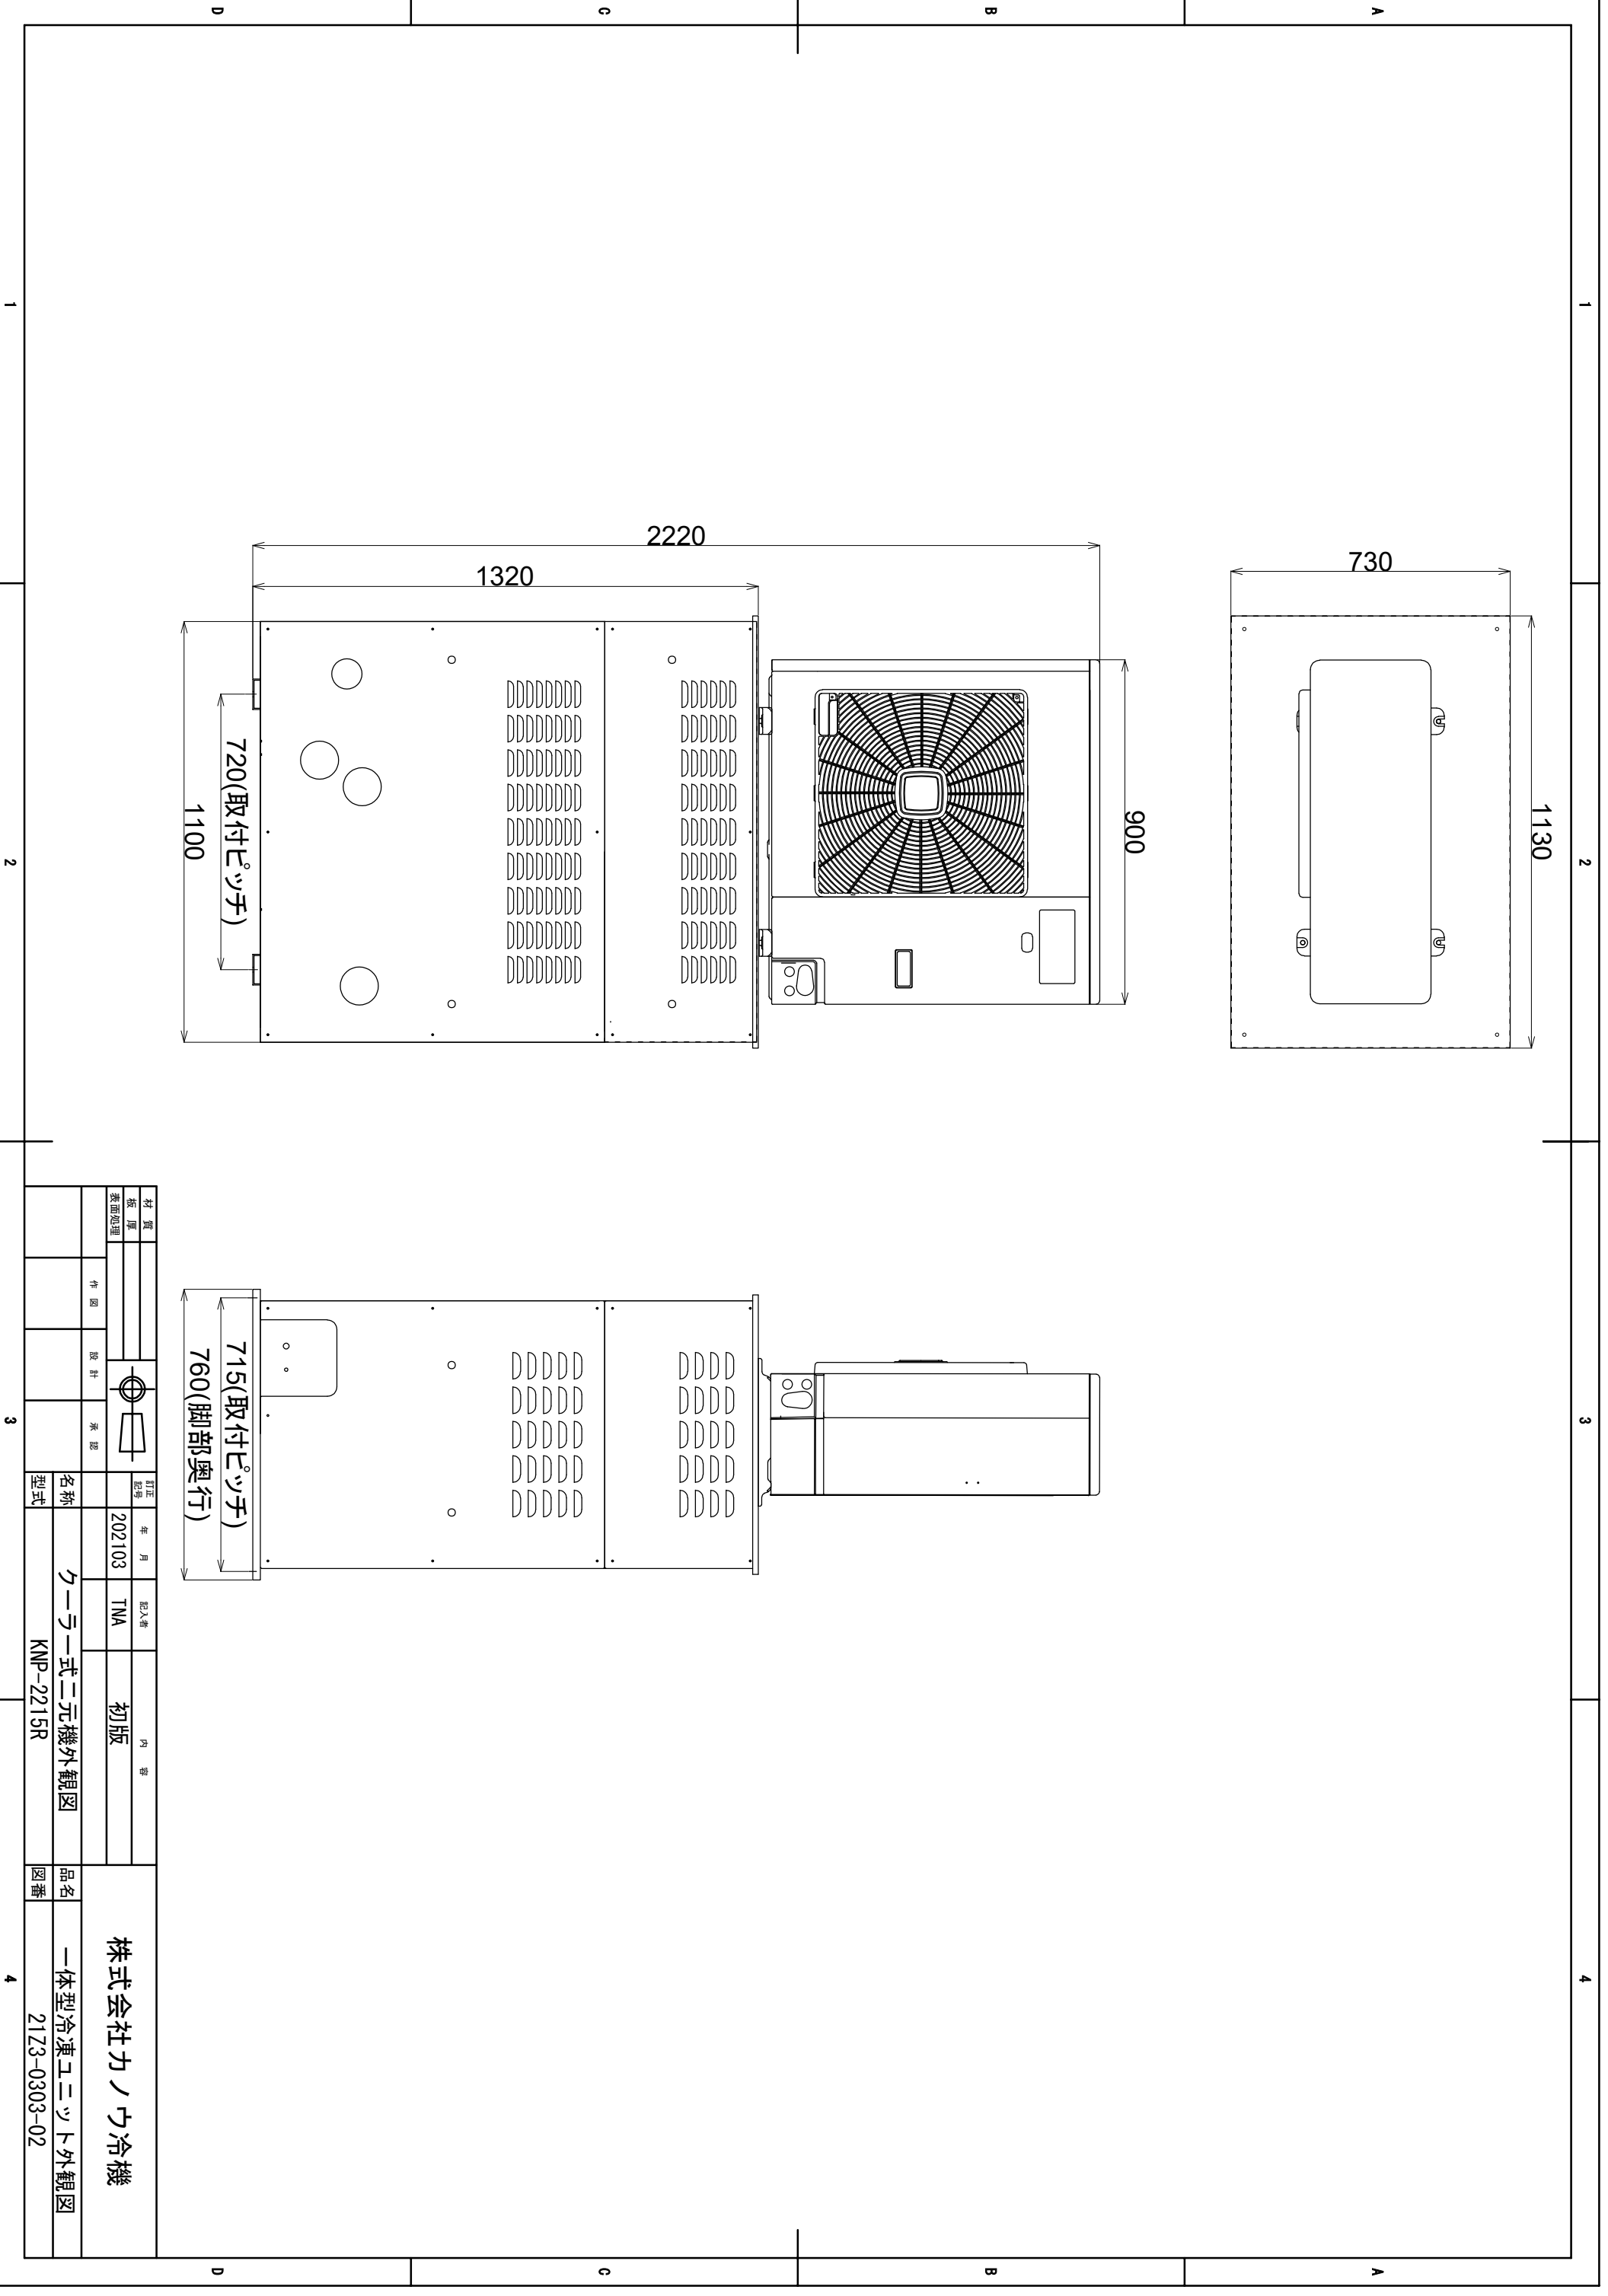 D C B A
1
2
3
4
1
2
3
4
D C B A
1130
730
900
2220
1320
720(取付ピッチ)
1100
715(取付ピッチ)
760(脚部奥行)
材質
板厚
表面処理
作図 設計 承認
訂正記号 年月 記入者 内容
202103 TNA 初版
株式会社カノウ冷機
名称 クーラー式二元機外観図 品名 一体型冷凍ユニット外観図
型式 KNP-2215R 図番 21Z3-0303-02